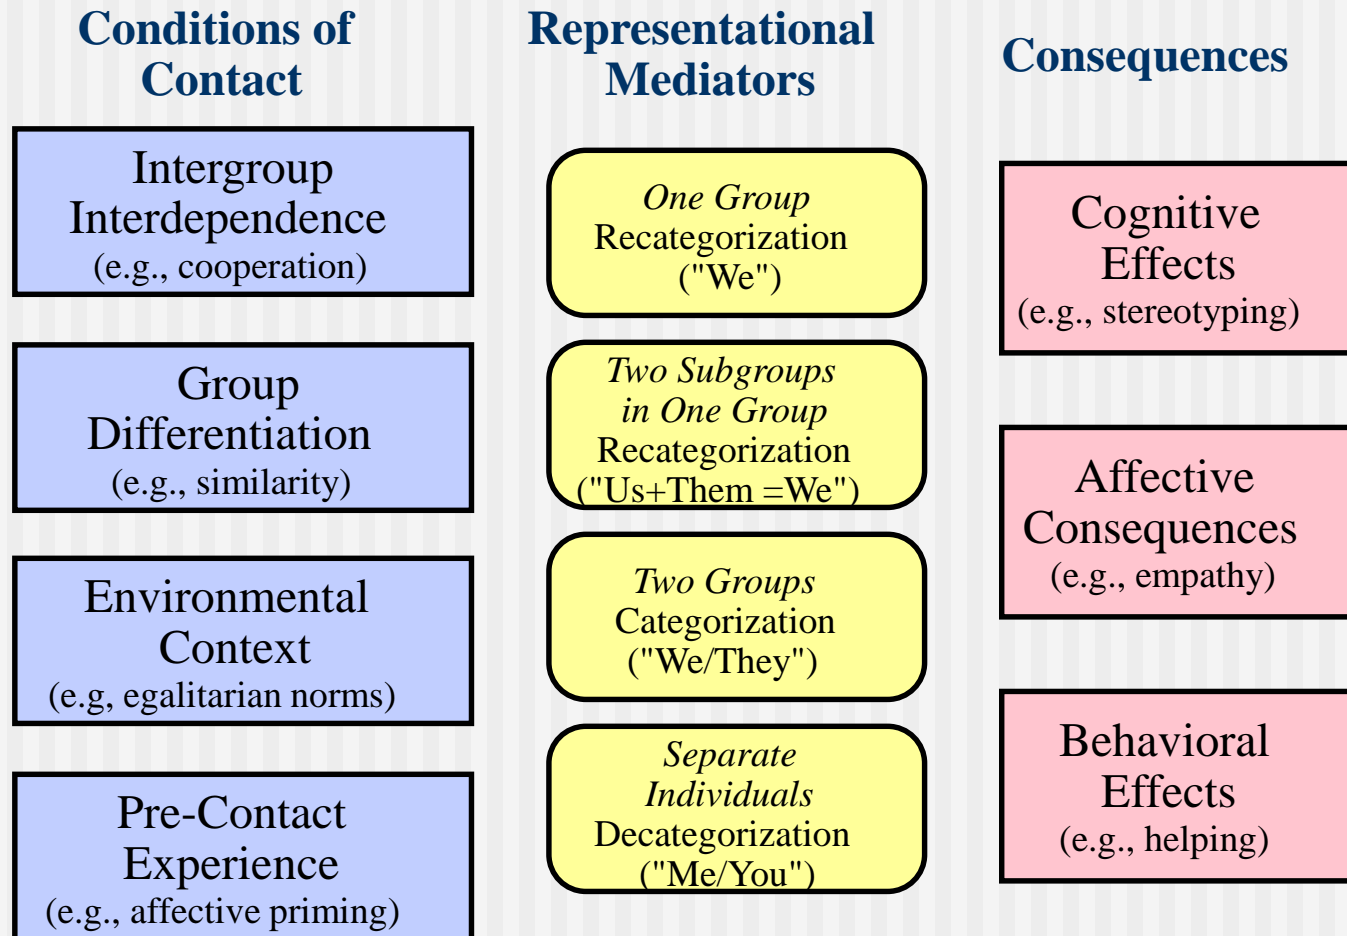 Conditions of
Contact
Intergroup
Interdependence
(e.g., cooperation)
Group
Differentiation
(e.g., similarity)
Environmental
Context
(e.g, egalitarian norms)
Pre-Contact
Experience
(e.g., affective priming)
Representational
Mediators
One Group
Recategorization
("We")
Two Subgroups
in One Group
Recategorization
("Us+Them =We")
Two Groups
Categorization
("We/They")
Separate
Individuals
Decategorization
("Me/You")
Consequences
Cognitive
Effects
(e.g., stereotyping)
Affective
Consequences
(e.g., empathy)
Behavioral
Effects
(e.g., helping)